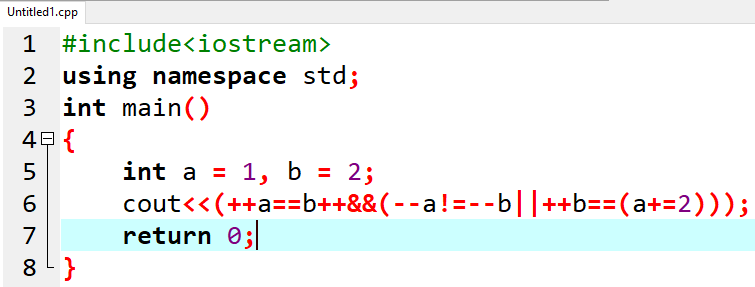 Untitled1.cpp
1 #include<iostream>
2 using namespace std;
3 int main()
4 {
5 int a = 1, b = 2;
6 cout<<(++a==b++&&(--a!=--b||++b==(a+=2)));
7 return 0;
8 }